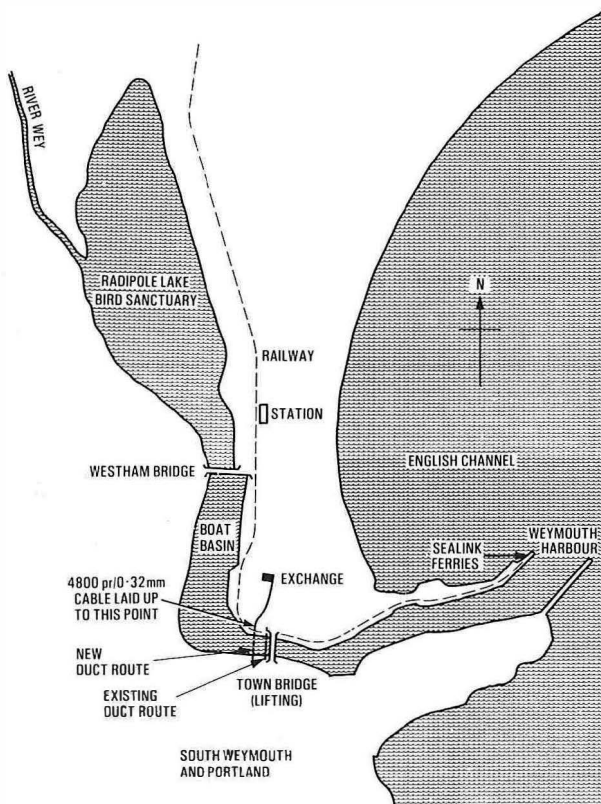 RIVER WEY
RADIPOLE LAKE
BIRD SANCTUARY
N
RAILWAY
STATION
ENGLISH CHANNEL
WESTHAM BRIDGE
BOAT
BASIN
SEALINK
FERRIES
WEYMOUTH
HARBOUR
4800 pr/0·32mm
CABLE LAID UP
TO THIS POINT
EXCHANGE
NEW
DUCT ROUTE
EXISTING
DUCT ROUTE
TOWN BRIDGE
(LIFTING)
SOUTH WEYMOUTH
AND PORTLAND